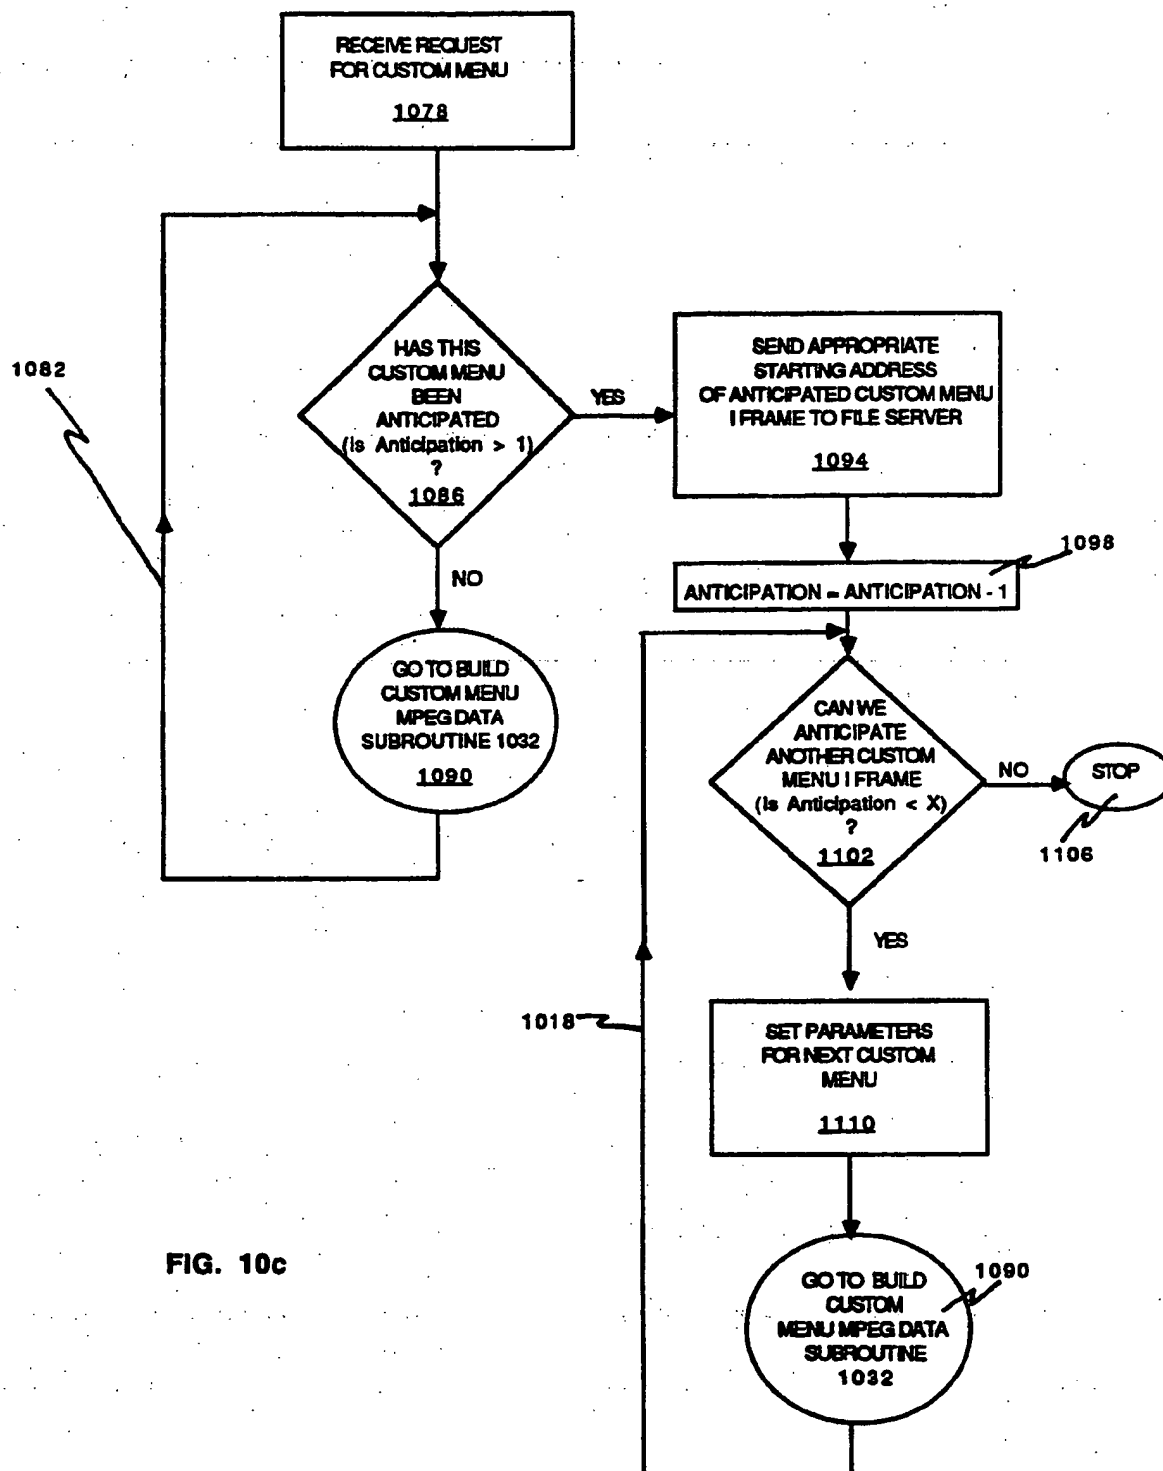 RECEIVE REQUEST
FOR CUSTOM MENU
1078
1082
HAS THIS
CUSTOM MENU
BEEN
ANTICIPATED
(Is Anticipation > 1)
?
1086
YES
NO
SEND APPROPRIATE
STARTING ADDRESS
OF ANTICIPATED CUSTOM MENU
I FRAME TO FILE SERVER
1094
1098
ANTICIPATION = ANTICIPATION - 1
GO TO BUILD
CUSTOM MENU
MPEG DATA
SUBROUTINE 1032
1090
CAN WE
ANTICIPATE
ANOTHER CUSTOM
MENU I FRAME
(Is Anticipation < X)
?
1102
NO
STOP
1106
YES
1018
SET PARAMETERS
FOR NEXT CUSTOM
MENU
1110
FIG. 10c
GO TO BUILD
CUSTOM
MENU MPEG DATA
SUBROUTINE
1032
1090